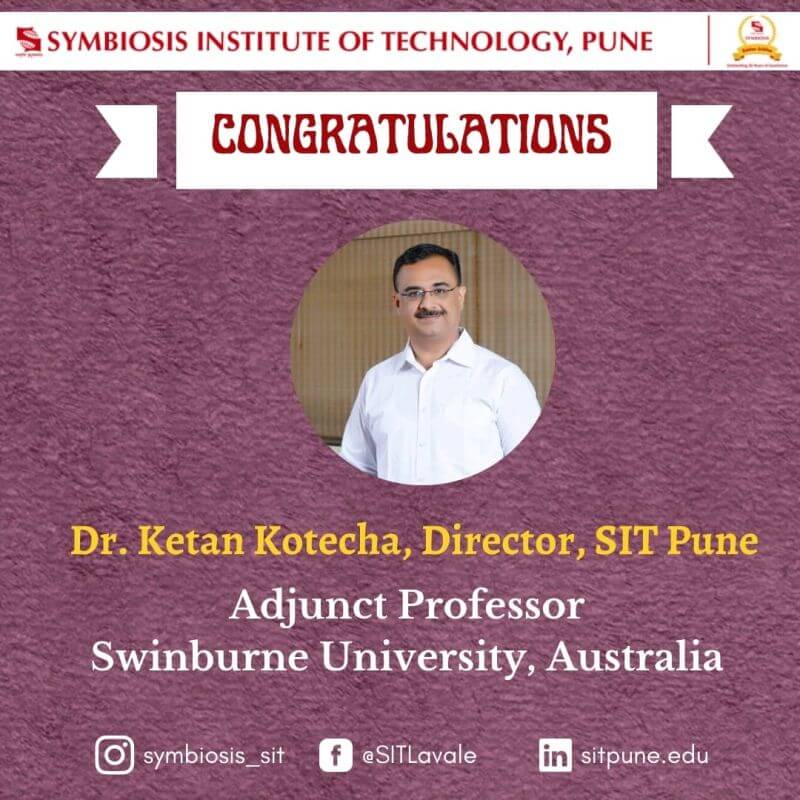 SYMBIOSIS INSTITUTE OF TECHNOLOGY, PUNE
SYMBIOSIS
CONGRATULATIONS
Dr. Ketan Kotecha, Director, SIT Pune
Adjunct Professor
Swinburne University, Australia
symbiosis_sit @SITLavale sitpune.edu